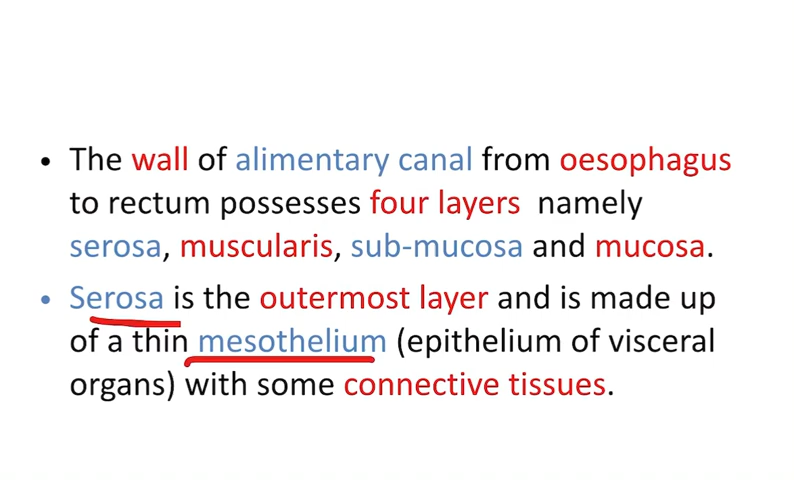 • The wall of alimentary canal from oesophagus
to rectum possesses four layers namely
serosa, muscularis, sub-mucosa and mucosa.
• Serosa is the outermost layer and is made up
of a thin mesothelium (epithelium of visceral
organs) with some connective tissues.